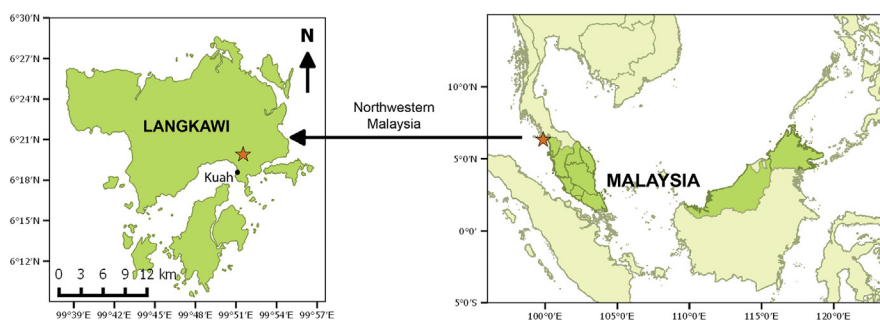 6°30'N
6°27'N
6°24'N
6°21'N
6°18'N
6°15'N
6°12'N
N
LANGKAWI
Kuah
0 3 6 9 12 km
99°39'E 99°42'E 99°45'E 99°48'E 99°51'E 99°54'E 99°57'E
Northwestern
Malaysia
10°0'N
5°0'N
0°0'
5°0'S
MALAYSIA
100°0'E 105°0'E 110°0'E 115°0'E 120°0'E